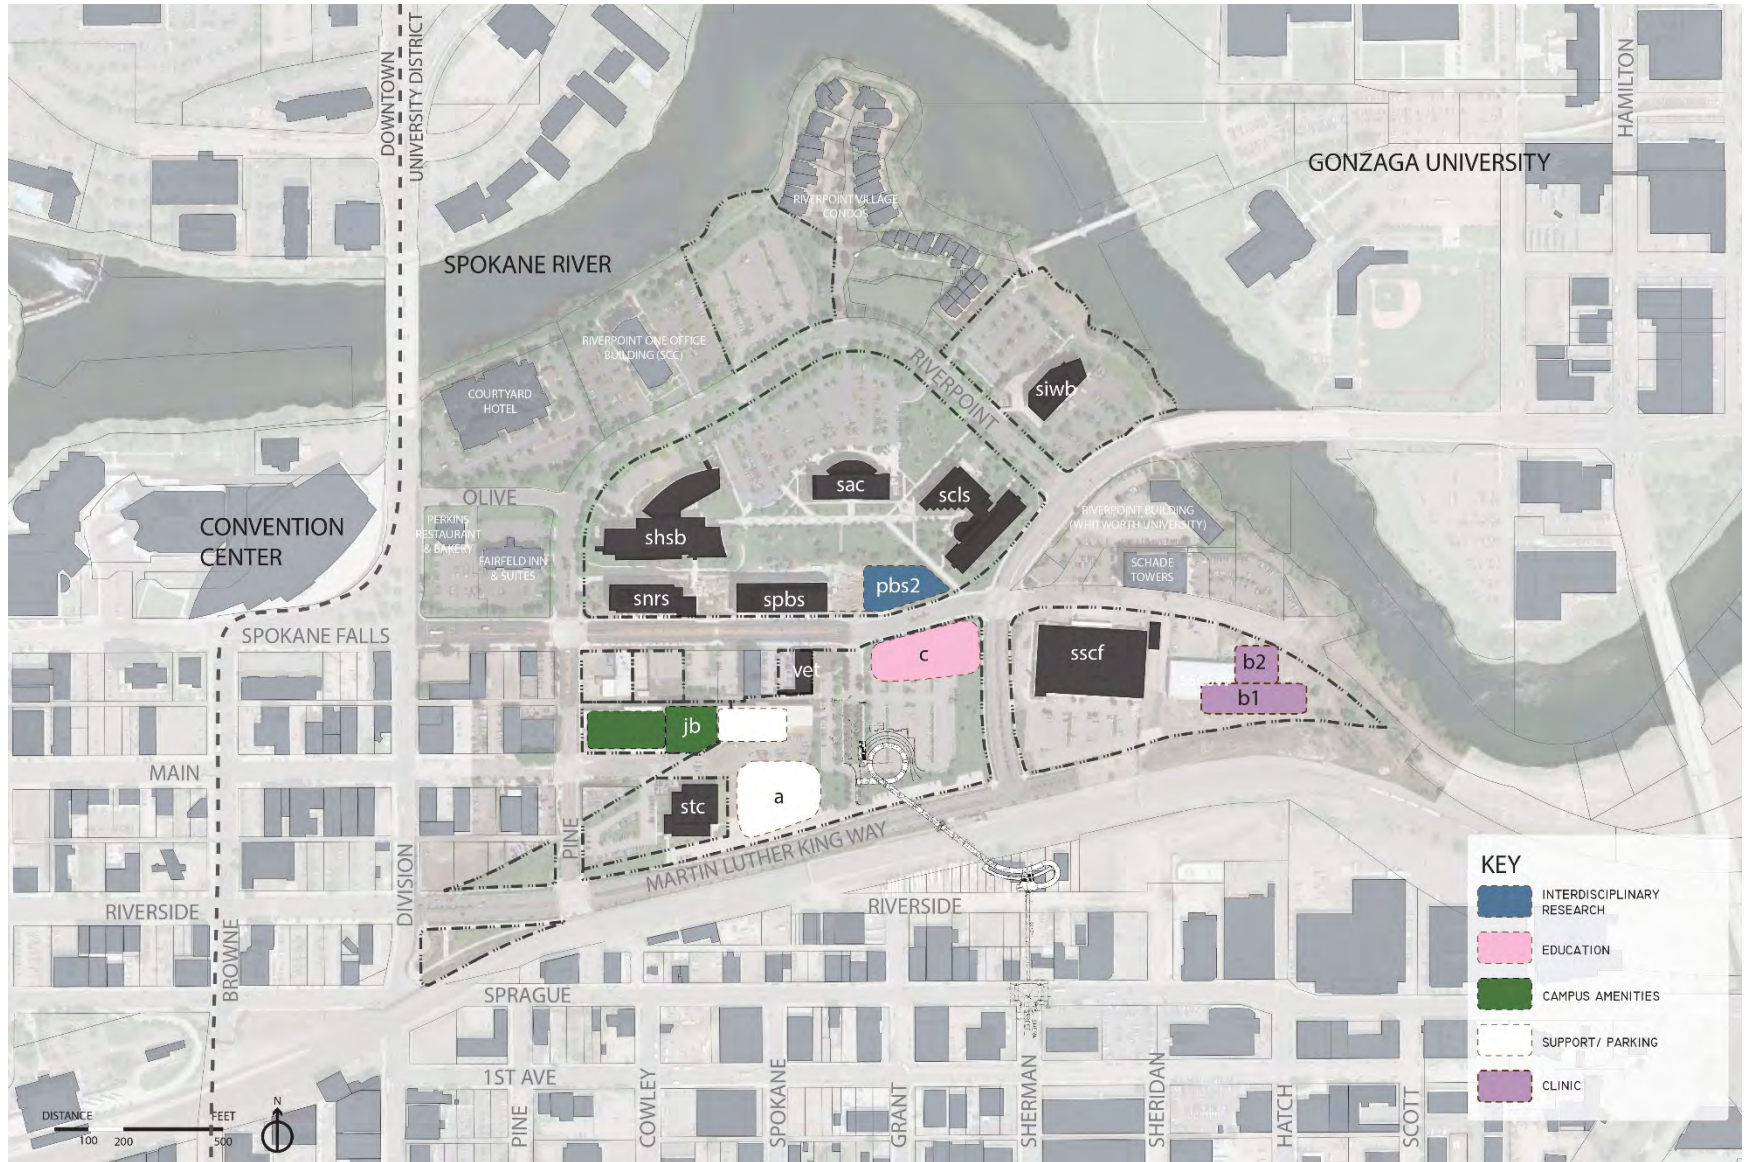 DOWNTOWN
UNIVERSITY DISTRICT
HAMILTON
GONZAGA UNIVERSITY
RIVERPOINT VILLAGE
CONDOS
SPOKANE RIVER
RIVERPOINT ONE OFFICE
BUILDING (SCC)
RIVERPOINT
siwb
COURTYARD
HOTEL
OLIVE
sac
scls
CONVENTION
CENTER
PERKINS
RESTAURANT
& BAKERY
FAIRFELD INN
& SUITES
shsb
RIVERPOINT BUILDING
(WHITWORTH UNIVERSITY)
SCHADE
TOWERS
snrs
spbs
pbs2
SPOKANE FALLS
vet
c
sscf
b2
b1
jb
MAIN
stc
a
PINE
MARTIN LUTHER KING WAY
DIVISION
RIVERSIDE
RIVERSIDE
BROWNE
SPRAGUE
1ST AVE
PINE
COWLEY
SPOKANE
GRANT
SHERMAN
SHERIDAN
HATCH
SCOTT
KEY
INTERDISCIPLINARY
RESEARCH
EDUCATION
CAMPUS AMENITIES
SUPPORT/ PARKING
CLINIC
DISTANCE
FEET
100 200 500
N